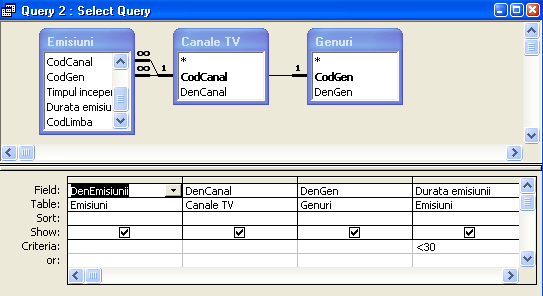 Query 2 : Select Query
Emisiuni
CodCanal
CodGen
Timpul inceper
Durata emisiu
CodLimba
∞
∞
1
Canale TV
*
CodCanal
DenCanal
1
Genuri
*
CodGen
DenGen
Field: DenEmisiunii DenCanal DenGen Durata emisiunii
Table: Emisiuni Canale TV Genuri Emisiuni
Sort:
Show:
Criteria: <30
or: